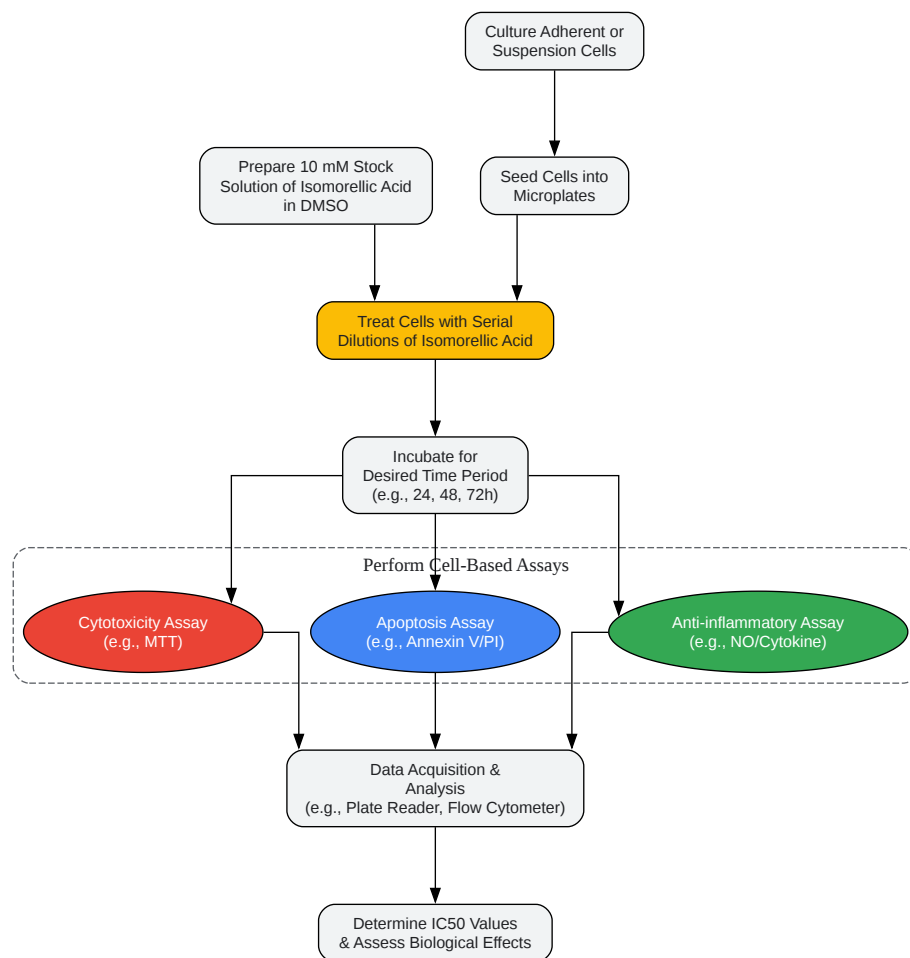 Culture Adherent or
Suspension Cells
Prepare 10 mM Stock
Solution of Isomorellic Acid
in DMSO
Seed Cells into
Microplates
Treat Cells with Serial
Dilutions of Isomorellic Acid
Incubate for
Desired Time Period
(e.g., 24, 48, 72h)
Perform Cell-Based Assays
Cytotoxicity Assay
(e.g., MTT)
Apoptosis Assay
(e.g., Annexin V/PI)
Anti-inflammatory Assay
(e.g., NO/Cytokine)
Data Acquisition &
Analysis
(e.g., Plate Reader, Flow Cytometer)
Determine IC50 Values
& Assess Biological Effects